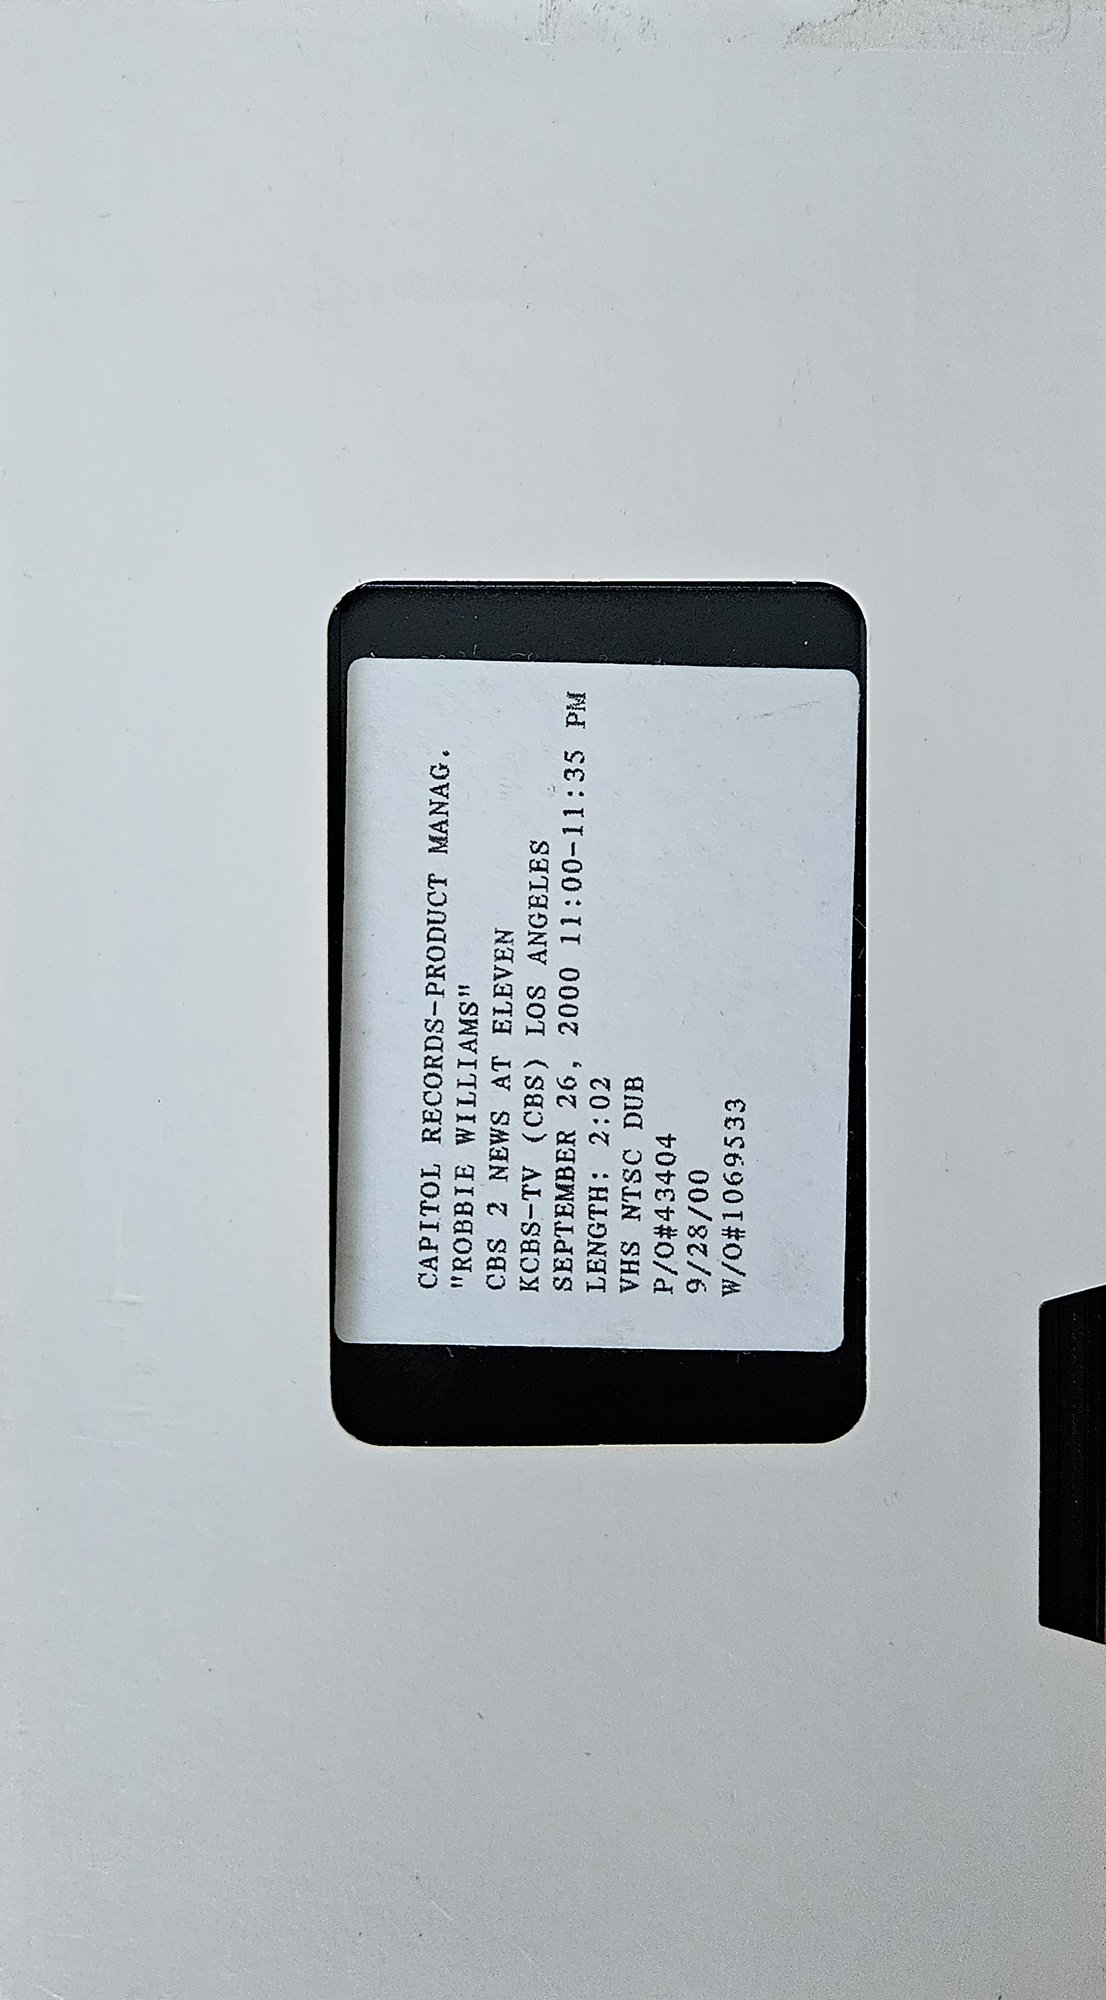 CAPITOL RECORDS-PRODUCT MANAG.
"ROBBIE WILLIAMS"
CBS 2 NEWS AT ELEVEN
KCBS-TV (CBS) LOS ANGELES
SEPTEMBER 26, 2000 11:00-11:35 PM
LENGTH: 2:02
VHS NTSC DUB
P/O#43404
9/28/00
W/O#1069533